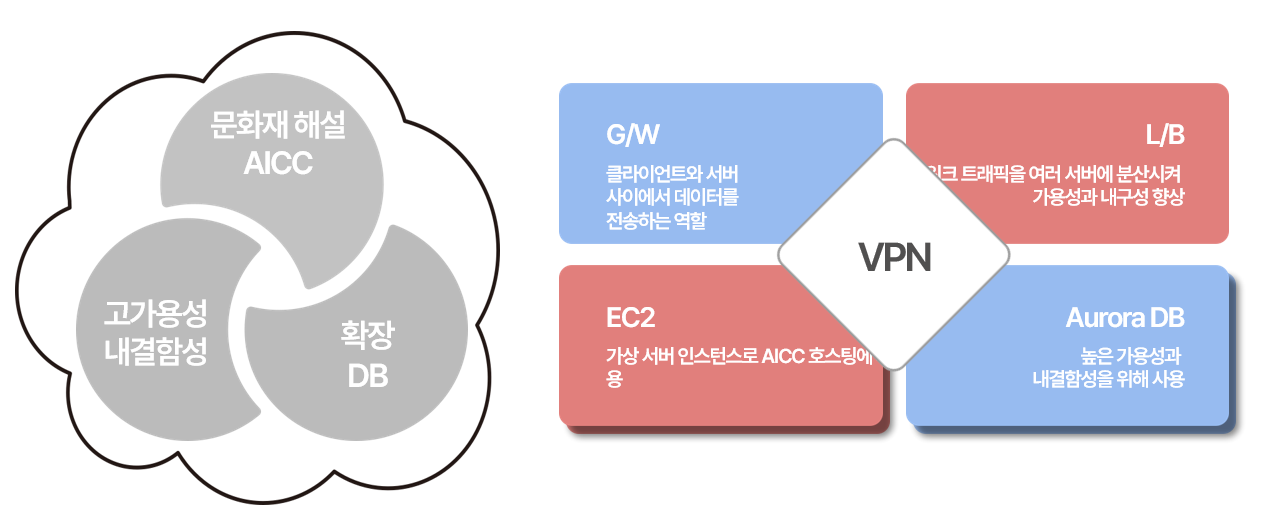 문화재 해설
AICC
고가용성
내결함성
확장
DB
G/W
클라이언트와 서버
사이에서 데이터를
전송하는 역할
L/B
트래픽을 여러 서버에 분산시켜
가용성과 내구성 향상
VPN
EC2
가상 서버 인스턴스로 AICC 호스팅에
용
Aurora DB
높은 가용성과
내결함성을 위해 사용